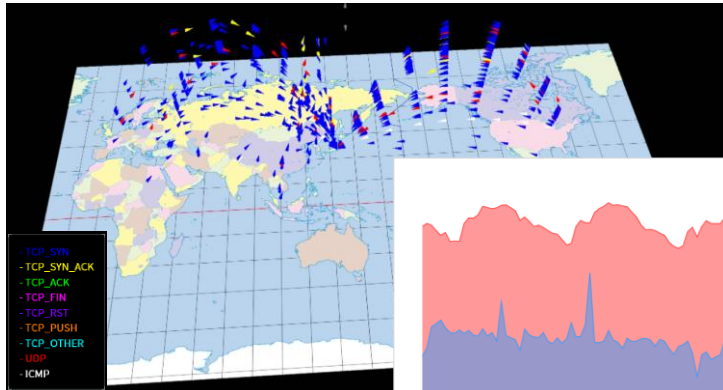 - TCP_SYN
- TCP_SYN_ACK
- TCP_ACK
- TCP_FIN
- TCP_RST
- TCP_PUSH
- TCP_OTHER
- UDP
- ICMP